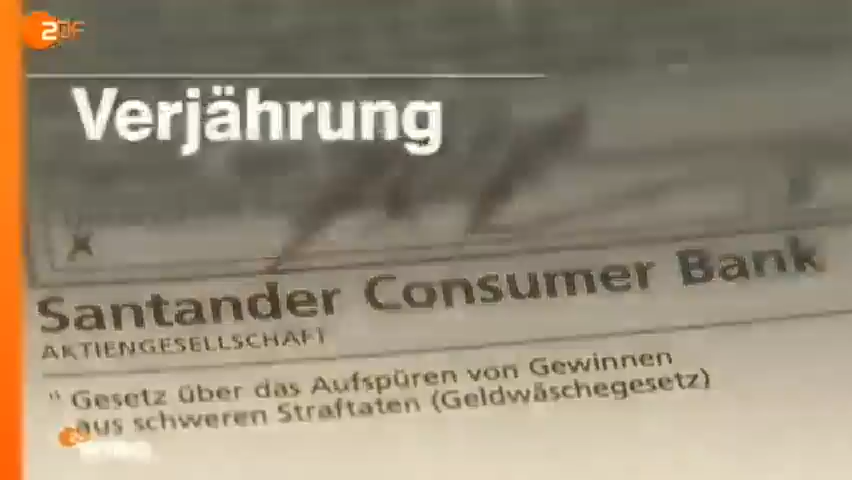 ZDF
Verjährung
x
Santander Consumer Bank
AKTIENGESELLSCHAFT
" Gesetz über das Aufspüren von Gewinnen
aus schweren Straftaten (Geldwäschegesetz)